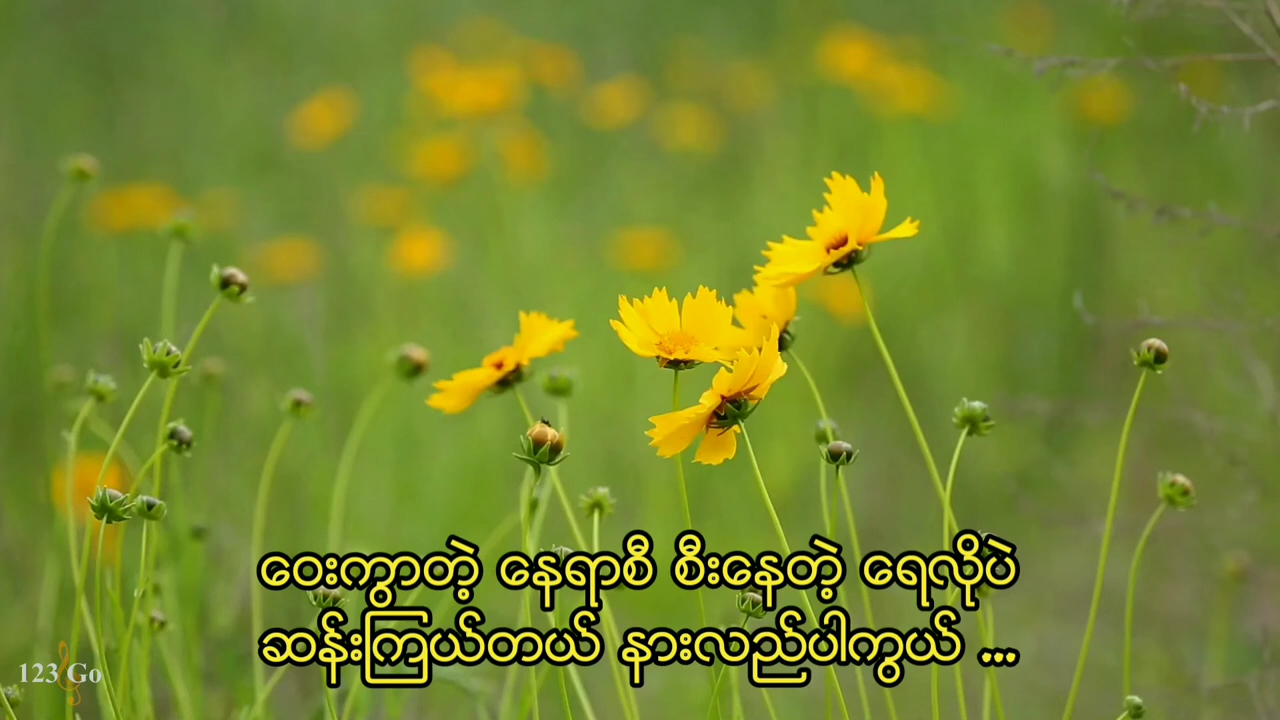 ဝေးကွာတဲ့ နေရာစီ စီးနေတဲ့ ရေလိုပဲ
ဆန်းကြယ်တယ် နားလည်ပါကွယ် ...
123 Go